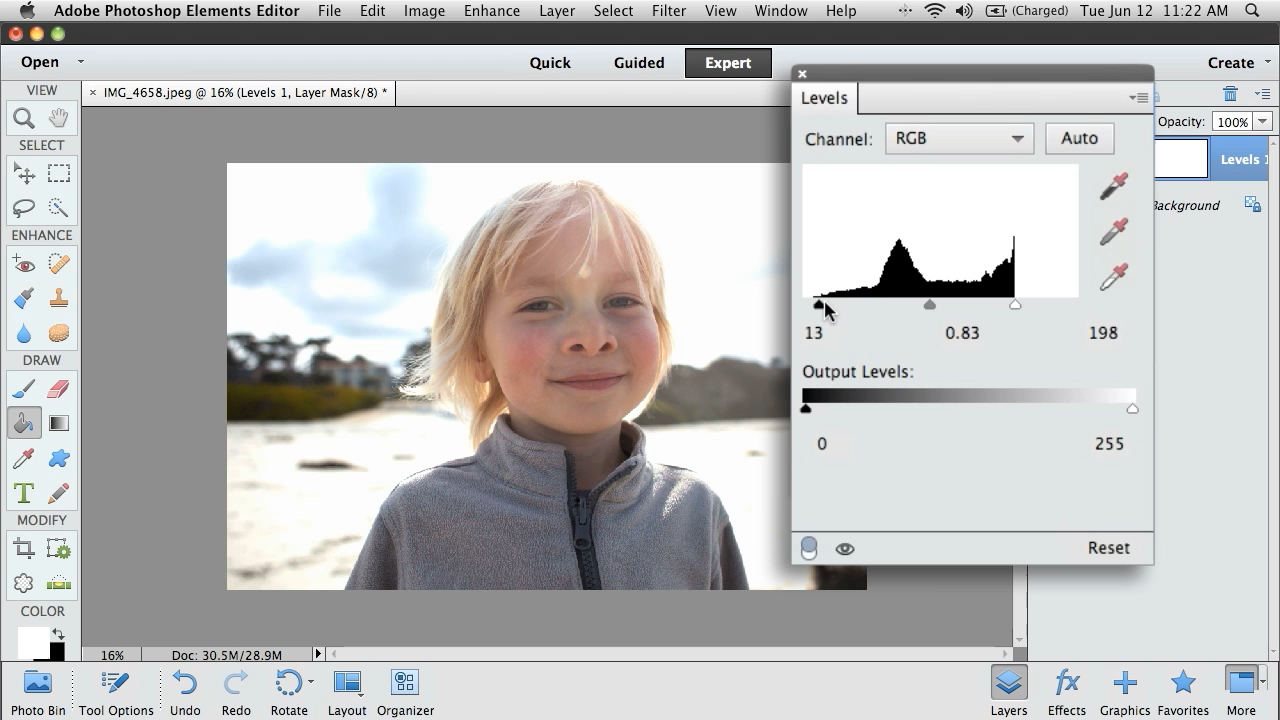 Adobe Photoshop Elements Editor File Edit Image Enhance Layer Select Filter View Window Help (Charged) Tue Jun 12 11:22 AM
Open Quick Guided Expert Create
VIEW
× IMG_4658.jpeg @ 16% (Levels 1, Layer Mask/8) *
Levels
Opacity: 100%
Channel: RGB Auto
SELECT
Levels 1
Background
ENHANCE
13 0.83 198
DRAW
Output Levels:
0 255
T
MODIFY
Reset
COLOR
16% Doc: 30.5M/28.9M
fx
Photo Bin Tool Options Undo Redo Rotate Layout Organizer Layers Effects Graphics Favorites More